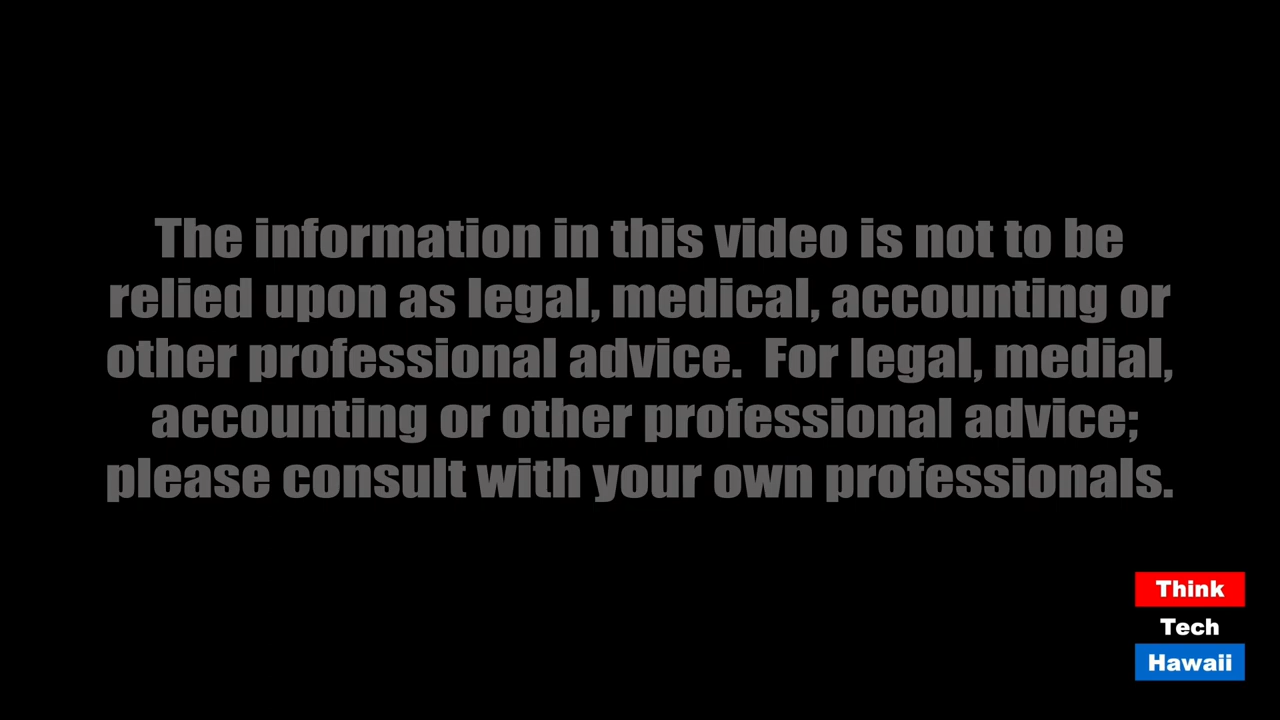 The information in this video is not to be
relied upon as legal, medical, accounting or
other professional advice.  For legal, medial,
accounting or other professional advice;
please consult with your own professionals.
Think
Tech
Hawaii